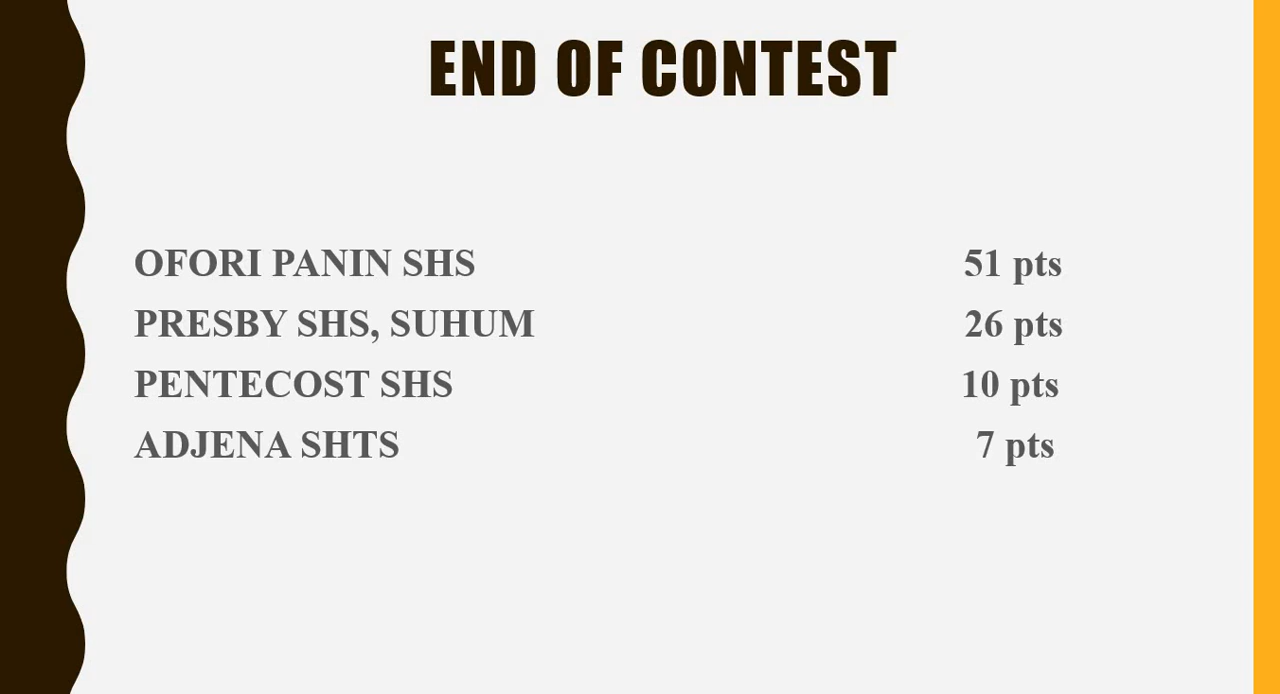 END OF CONTEST
OFORI PANIN SHS 51 pts
PRESBY SHS, SUHUM 26 pts
PENTECOST SHS 10 pts
ADJENA SHTS 7 pts